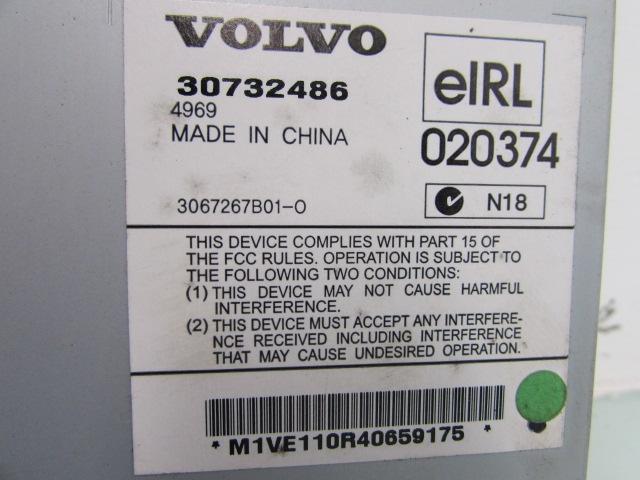 VOLVO
30732486
4969
MADE IN CHINA
eIRL
020374
3067267B01-O
N18
THIS DEVICE COMPLIES WITH PART 15 OF
THE FCC RULES. OPERATION IS SUBJECT TO
THE FOLLOWING TWO CONDITIONS:
(1) THIS DEVICE MAY NOT CAUSE HARMFUL
INTERFERENCE.
(2) THIS DEVICE MUST ACCEPT ANY INTERFERE-
NCE RECEIVED INCLUDING INTERFERENCE
THAT MAY CAUSE UNDESIRED OPERATION.
* M1VE110R40659175 *